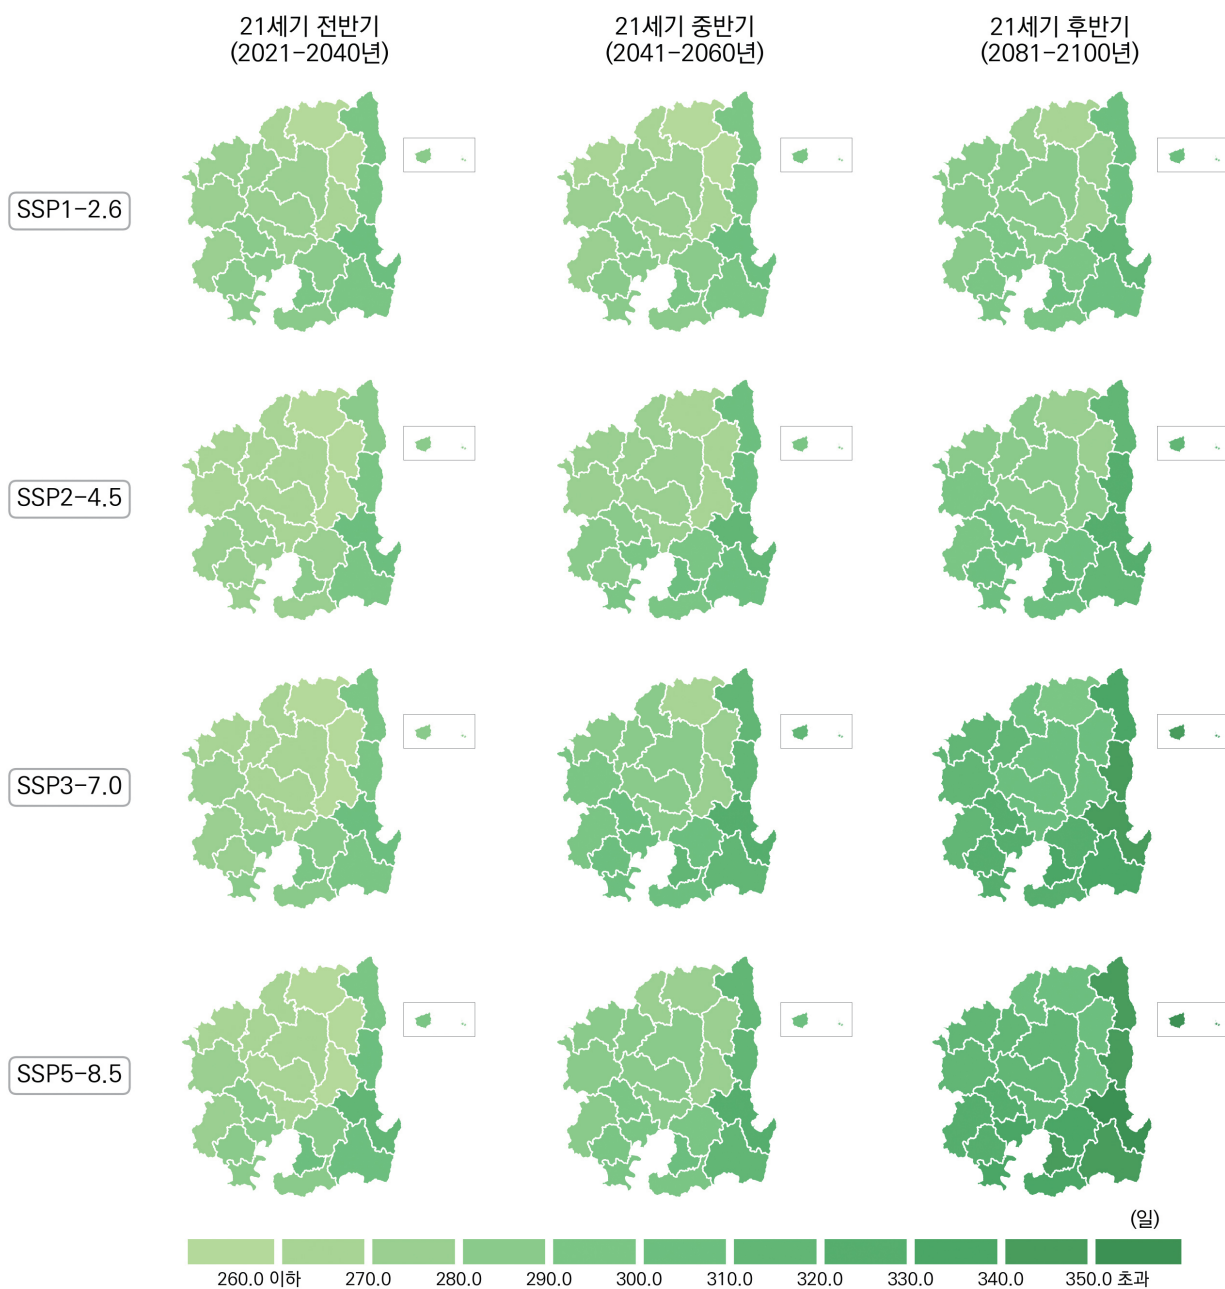 21세기 전반기
(2021-2040년)
21세기 중반기
(2041-2060년)
21세기 후반기
(2081-2100년)
SSP1-2.6
SSP2-4.5
SSP3-7.0
SSP5-8.5
(일)
260.0 이하
270.0
280.0
290.0
300.0
310.0
320.0
330.0
340.0
350.0 초과